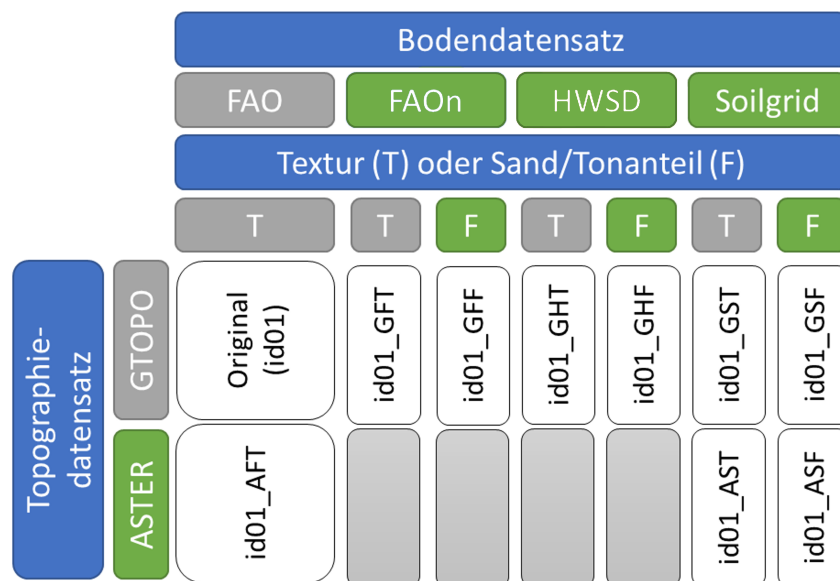 Bodendatensatz
FAO FAOn HWSD Soilgrid
Textur (T) oder Sand/Tonanteil (F)
T T F T F T F
Topographie-
datensatz
GTOPO
Original
(id01)
id01_GFT
id01_GFF
id01_GHT
id01_GHF
id01_GST
id01_GSF
ASTER
id01_AFT
id01_AST
id01_ASF